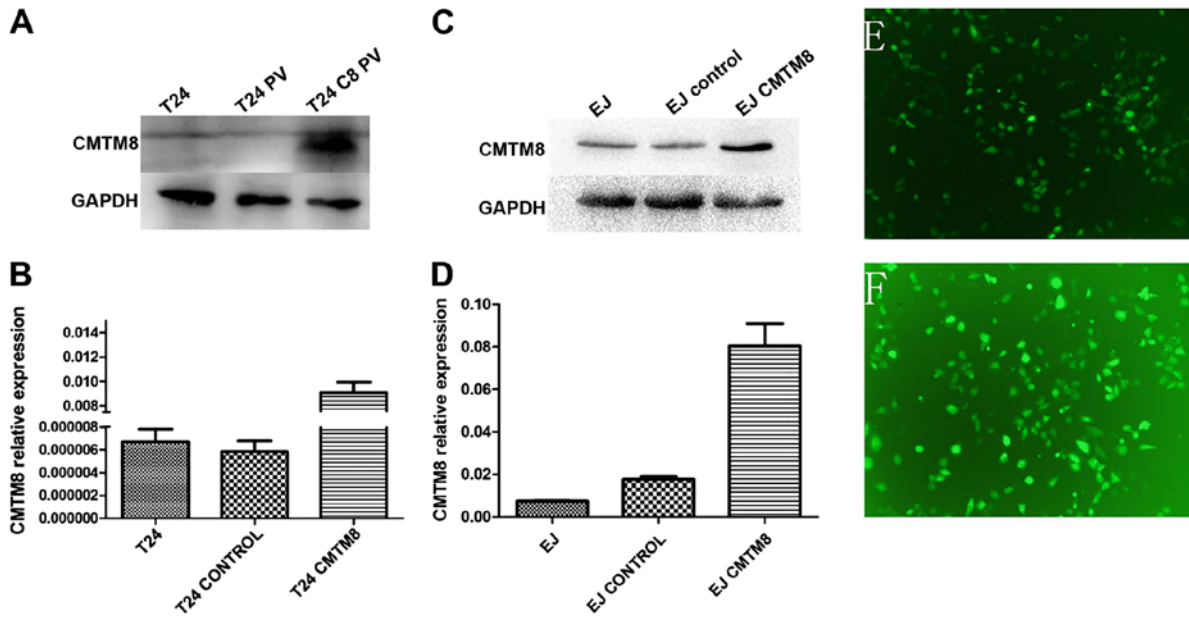 A
T24
T24 PV
T24 C8 PV
CMTM8
GAPDH
B
CMTM8 relative expression
0.014
0.012
0.010
0.008
0.006
0.000008
0.000006
0.000004
0.000002
0.000000
T24
T24 CONTROL
T24 CMTM8
C
EJ
EJ control
EJ CMTM8
CMTM8
GAPDH
D
CMTM8 relative expression
0.10
0.08
0.06
0.04
0.02
0.00
EJ
EJ CONTROL
EJ CMTM8
E
F